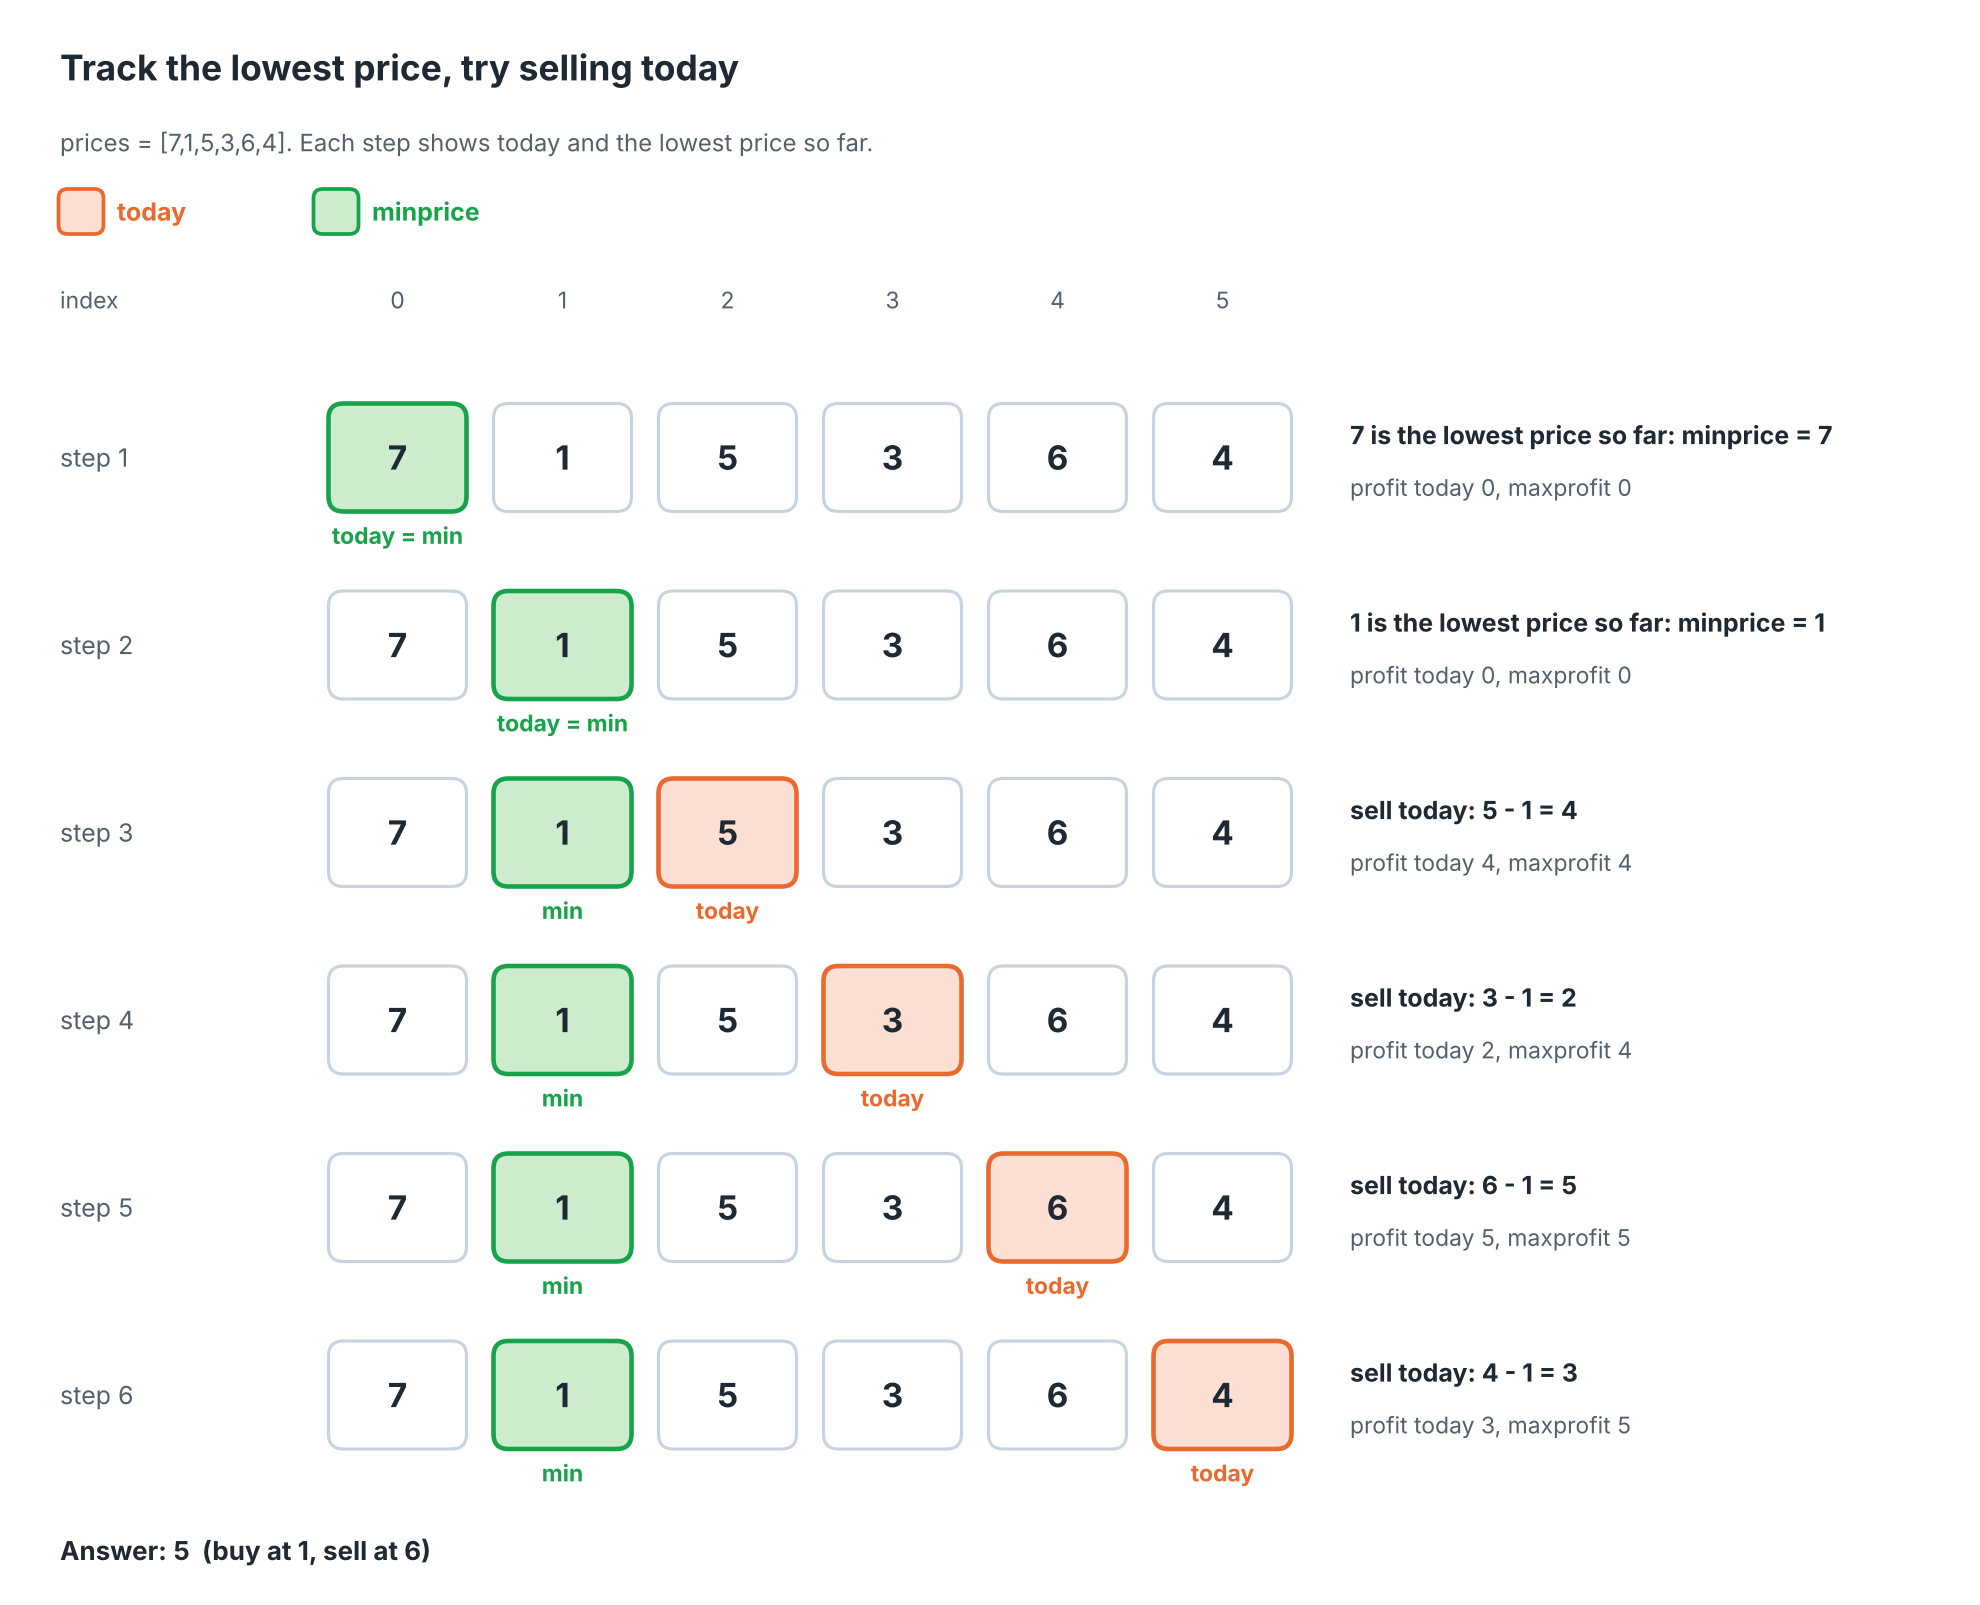 Track the lowest price, try selling today
prices = [7,1,5,3,6,4]. Each step shows today and the lowest price so far.
today minprice
index 0 1 2 3 4 5
step 1 7 1 5 3 6 4
7 is the lowest price so far: minprice = 7
profit today 0, maxprofit 0
today = min
step 2 7 1 5 3 6 4
1 is the lowest price so far: minprice = 1
profit today 0, maxprofit 0
today = min
step 3 7 1 5 3 6 4
sell today: 5 - 1 = 4
profit today 4, maxprofit 4
min today
step 4 7 1 5 3 6 4
sell today: 3 - 1 = 2
profit today 2, maxprofit 4
min today
step 5 7 1 5 3 6 4
sell today: 6 - 1 = 5
profit today 5, maxprofit 5
min today
step 6 7 1 5 3 6 4
sell today: 4 - 1 = 3
profit today 3, maxprofit 5
min today
Answer: 5 (buy at 1, sell at 6)